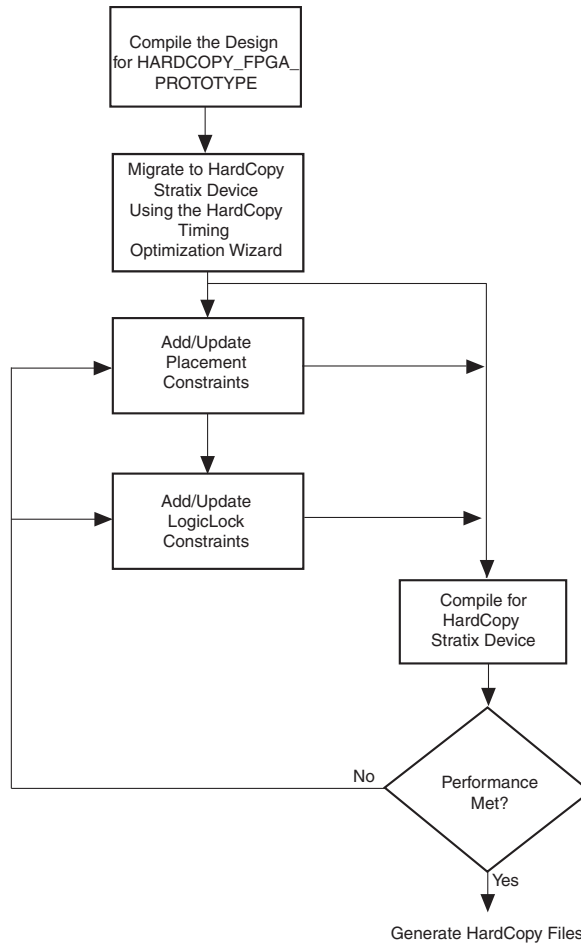 Compile the Design
for HARDCOPY_FPGA_
PROTOTYPE
Migrate to HardCopy
Stratix Device
Using the HardCopy
Timing
Optimization Wizard
Add/Update
Placement
Constraints
Add/Update
LogicLock
Constraints
Compile for
HardCopy
Stratix Device
No
Performance
Met?
Yes
Generate HardCopy Files